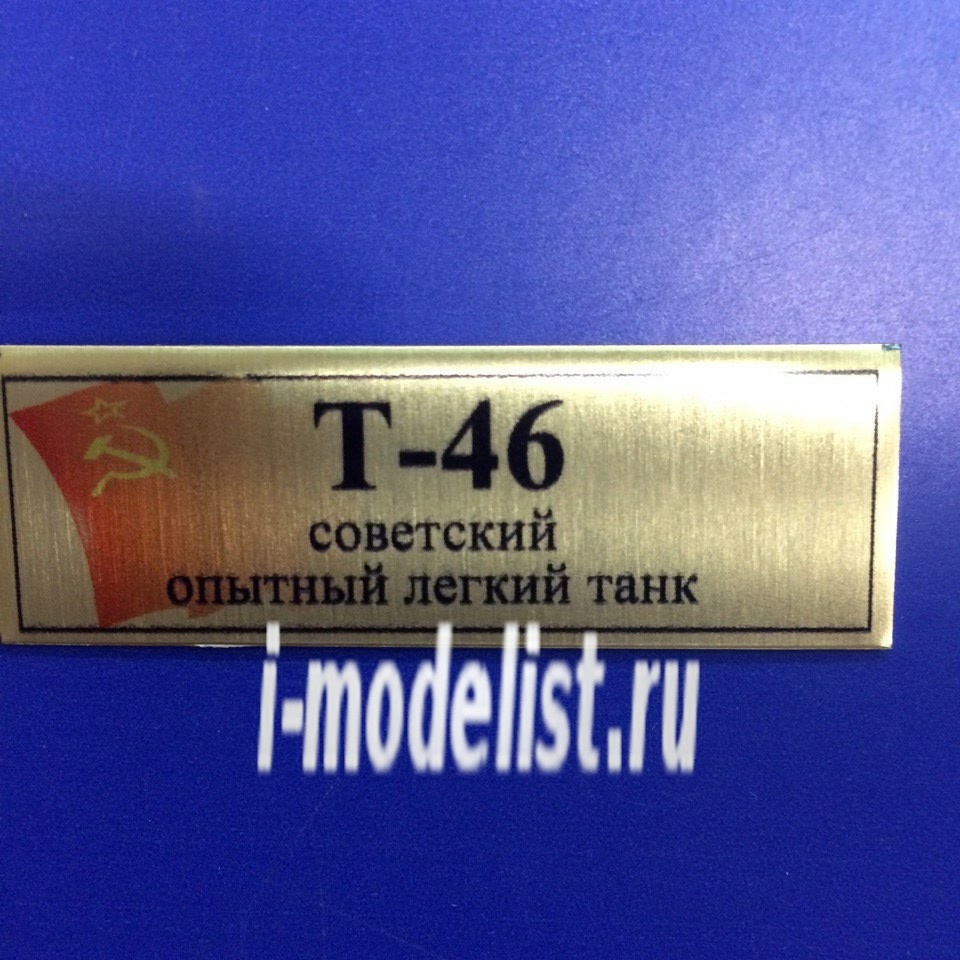 Т-46
советский
опытный легкий танк
i-modelist.ru